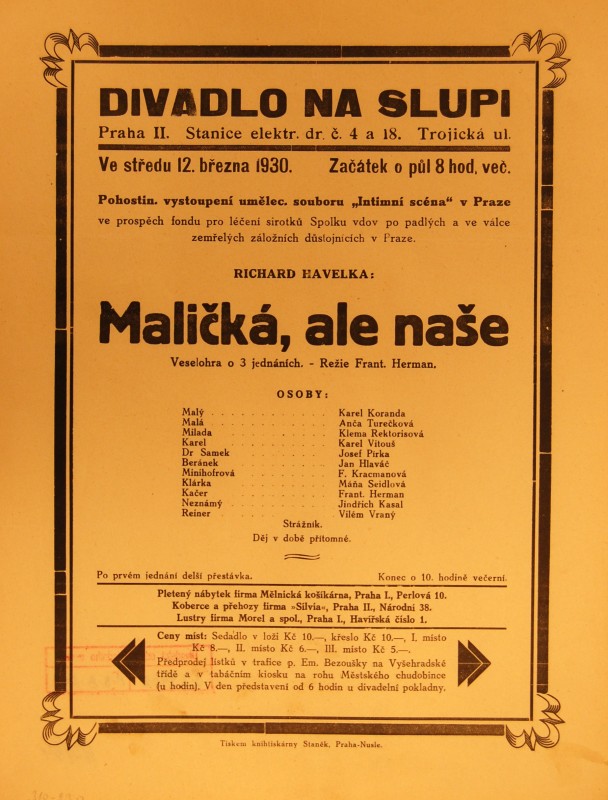 DIVADLO NA SLUPI
Praha II. Stanice elektr. dr. č. 4 a 18. Trojická ul.
Ve středu 12. března 1930. Začátek o půl 8 hod. več.
Pohostin. vystoupení umělec. souboru „Intimní scéna“ v Praze
ve prospěch fondu pro léčení sirotků Spolku vdov po padlých a ve válce
zemřelých záložních důstojnících v Praze.
RICHARD HAVELKA:
Maličká, ale naše
Veselohra o 3 jednáních. - Režie Frant. Herman.
OSOBY:
Malý . . . . . . . . . . . . Karel Koranda
Malá . . . . . . . . . . . . Anča Turečková
Milada . . . . . . . . . . . . Klema Rektorisová
Karel . . . . . . . . . . . . Karel Vitouš
Dr Samek . . . . . . . . . . Josef Pirka
Beránek . . . . . . . . . . . Jan Hlaváč
Minihofrová . . . . . . . . . F. Kracmanová
Klárka . . . . . . . . . . . Máňa Seidlová
Kačer . . . . . . . . . . . . Frant. Herman
Neznámý . . . . . . . . . . . Jindřich Kasal
Reiner . . . . . . . . . . . Vilém Vraný
Strážník.
Děj v době přítomné.
Po prvém jednání delší přestávka. Konec o 10. hodině večerní.
Pletený nábytek firma Mělnická košíkárna, Praha I., Perlová 10.
Koberce a přehozy firma »Silvia«, Praha II., Národní 38.
Lustry firma Morel a spol., Praha I., Havířská číslo 1.
Ceny míst: Sedadlo v loži Kč 10.—, křeslo Kč 10.—, I. místo
Kč 8.—, II. místo Kč 6.—, III. místo Kč 5.—.
Předprodej lístků v trafice p. Em. Bezoušky na Vyšehradské
třídě a v tabáčním kiosku na rohu Městského chudobince
(u hodin). V den představení od 6 hodin u divadelní pokladny.
Tiskem knihtiskárny Staněk, Praha-Nusle.